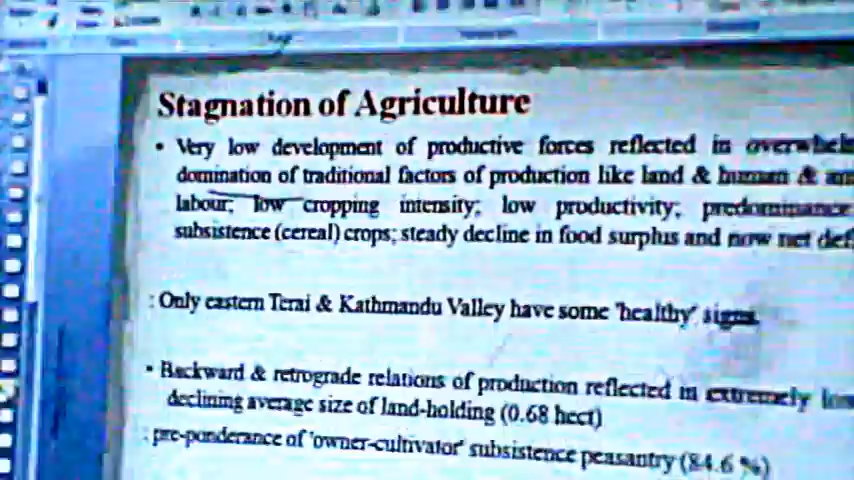 Stagnation of Agriculture
• Very low development of productive forces reflected in
domination of traditional factors of production like land & human &
labour; low cropping intensity; low productivity; predominance
subsistence (cereal) crops; steady decline in food surplus and now net
: Only eastern Terai & Kathmandu Valley have some 'healthy' signs.
• Backward & retrograde relations of production reflected in extremely
declining average size of land-holding (0.68 hect)
: pre-ponderance of 'owner-cultivator' subsistence peasantry (84.6 %)